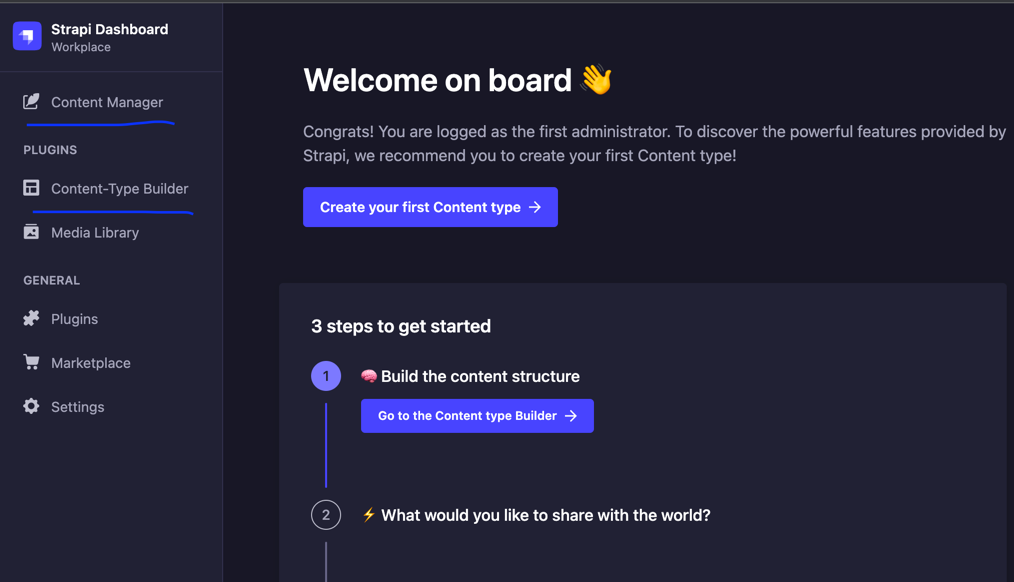 Strapi Dashboard
Workplace
Content Manager
PLUGINS
Content-Type Builder
Media Library
GENERAL
Plugins
Marketplace
Settings
Welcome on board 👋
Congrats! You are logged as the first administrator. To discover the powerful features provided by
Strapi, we recommend you to create your first Content type!
Create your first Content type →
3 steps to get started
1 🧠 Build the content structure
Go to the Content type Builder →
2 ⚡ What would you like to share with the world?